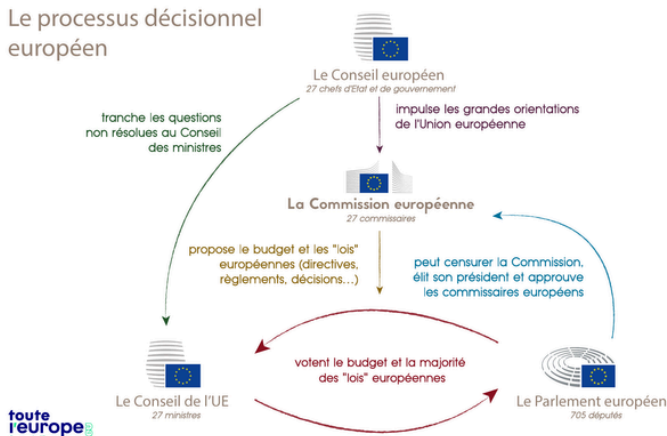 Le processus décisionnel
européen
Le Conseil européen
27 chefs d'Etat et de gouvernement
tranche les questions
non résolues au Conseil
des ministres
impulse les grandes orientations
de l'Union européenne
La Commission européenne
27 commissaires
propose le budget et les "lois"
européennes (directives,
règlements, décisions...)
peut censurer la Commission,
élit son président et approuve
les commissaires européens
votent le budget et la majorité
des "lois" européennes
Le Conseil de l'UE
27 ministres
Le Parlement européen
705 députés
toute
l'europe